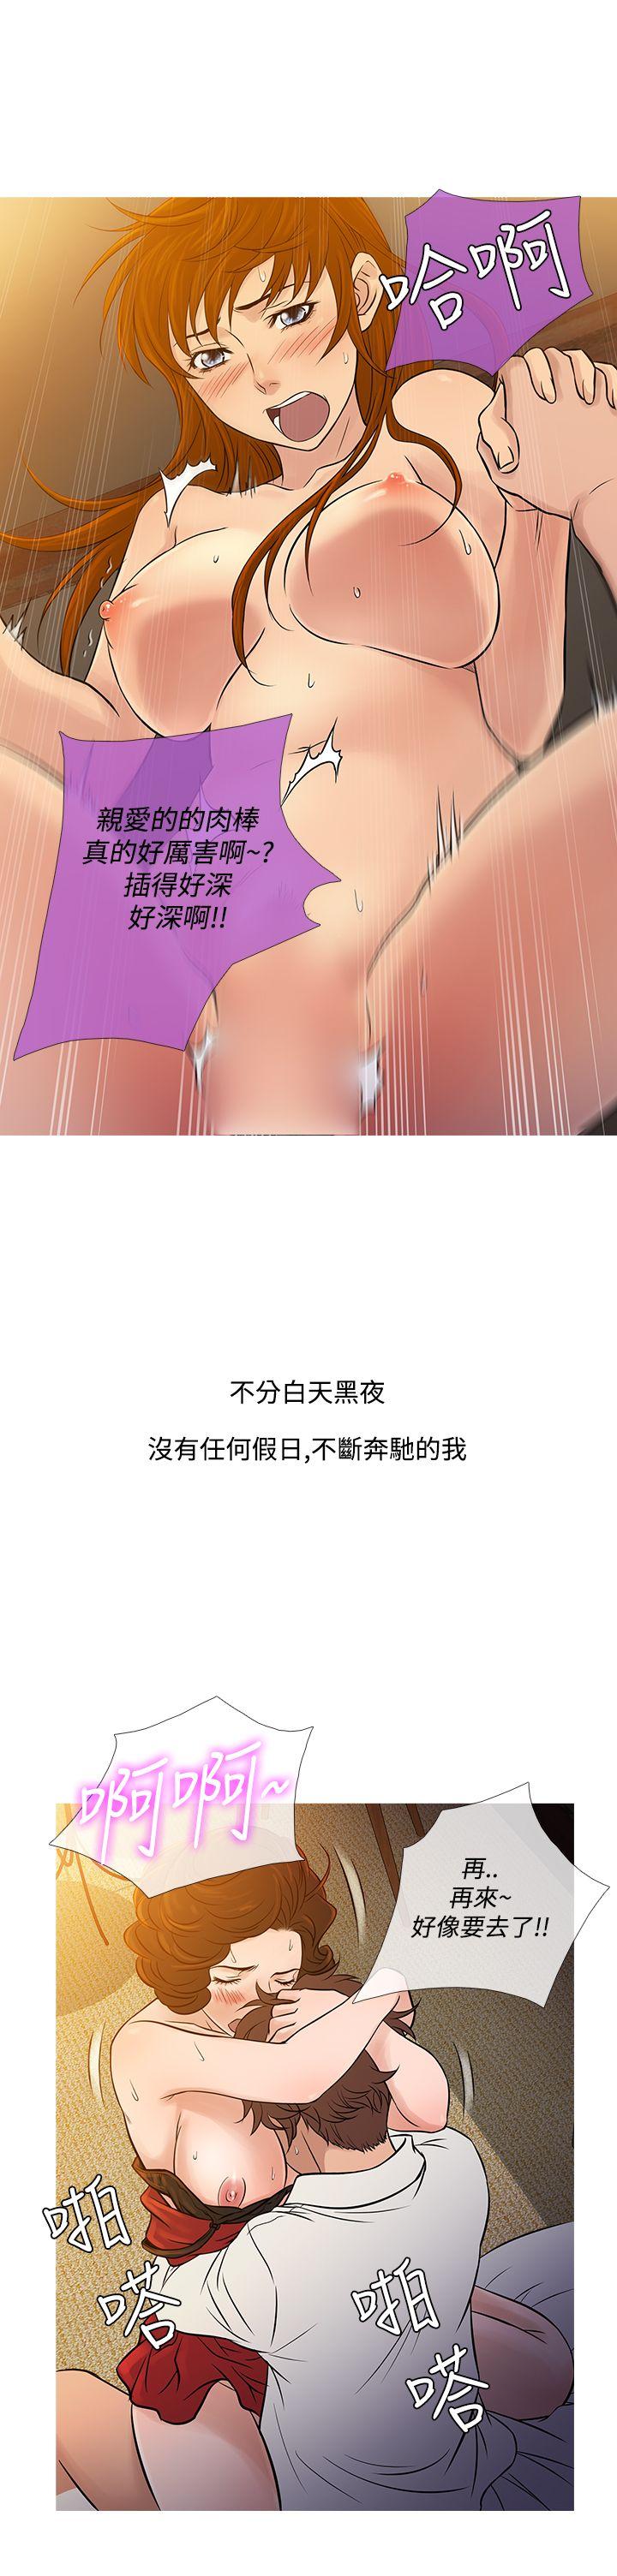 哈啊
親愛的的肉棒
真的好厲害啊~?
插得好深
好深啊!!
不分白天黑夜
沒有任何假日,不斷奔馳的我
啊啊~
再..
再來~
好像要去了!!
啪
嗒
啪
嗒